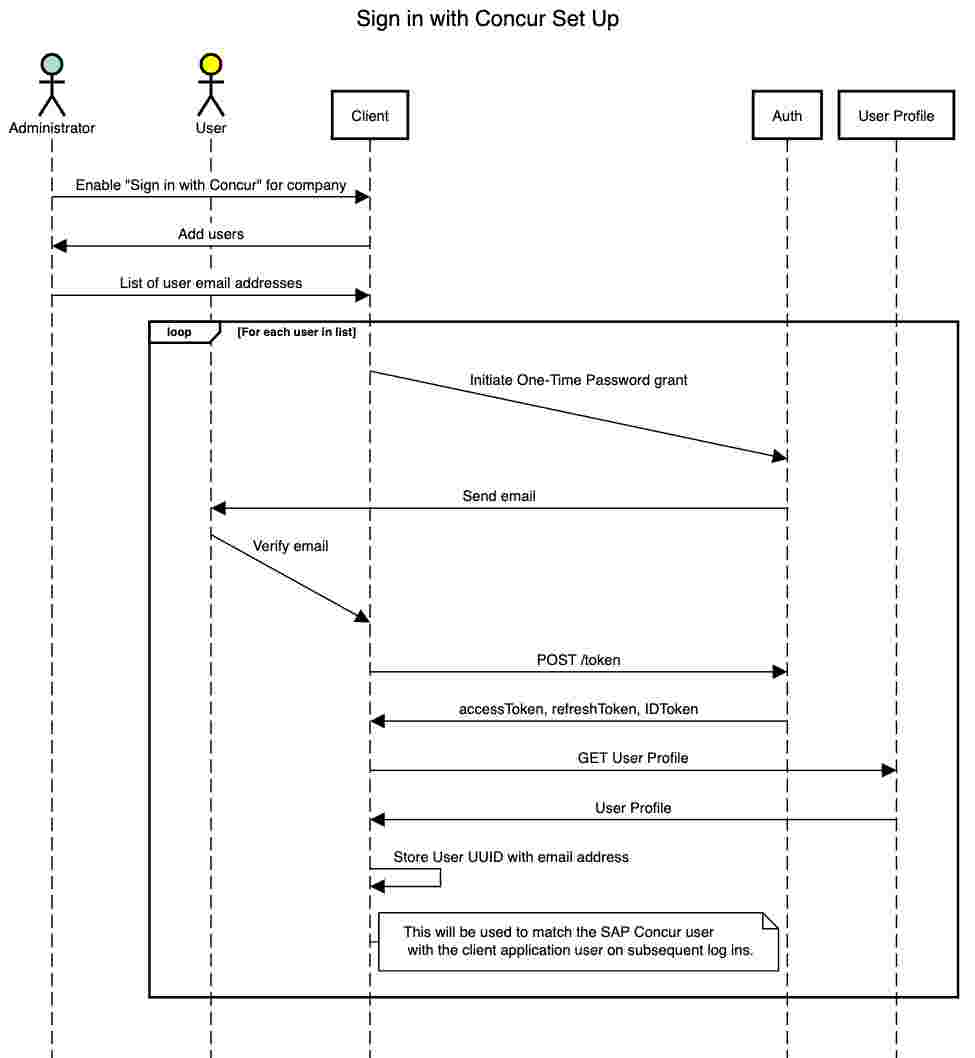 Sign in with Concur Set Up
Administrator
User
Client
Auth
User Profile
Enable "Sign in with Concur" for company
Add users
List of user email addresses
loop
[For each user in list]
Initiate One-Time Password grant
Send email
Verify email
POST /token
accessToken, refreshToken, IDToken
GET User Profile
User Profile
Store User UUID with email address
This will be used to match the SAP Concur user
with the client application user on subsequent log ins.